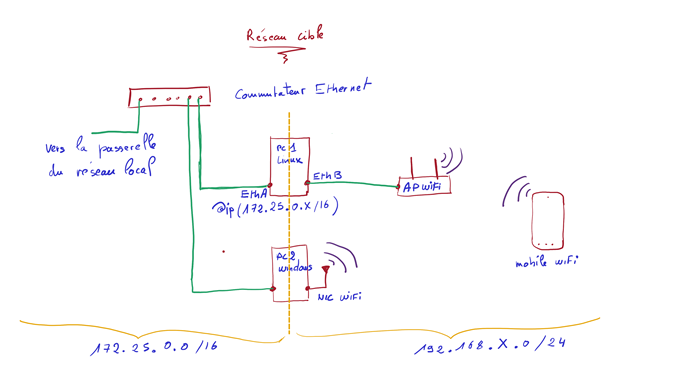 Réseau cible
Commutateur Ethernet
vers la passerelle
du réseau local
PC1
Linux
EthA
EthB
AP WiFi
@ip (172.25.0.X/16)
PC2
Windows
NIC WiFi
mobile WiFi
172.25.0.0/16
192.168.X.0/24